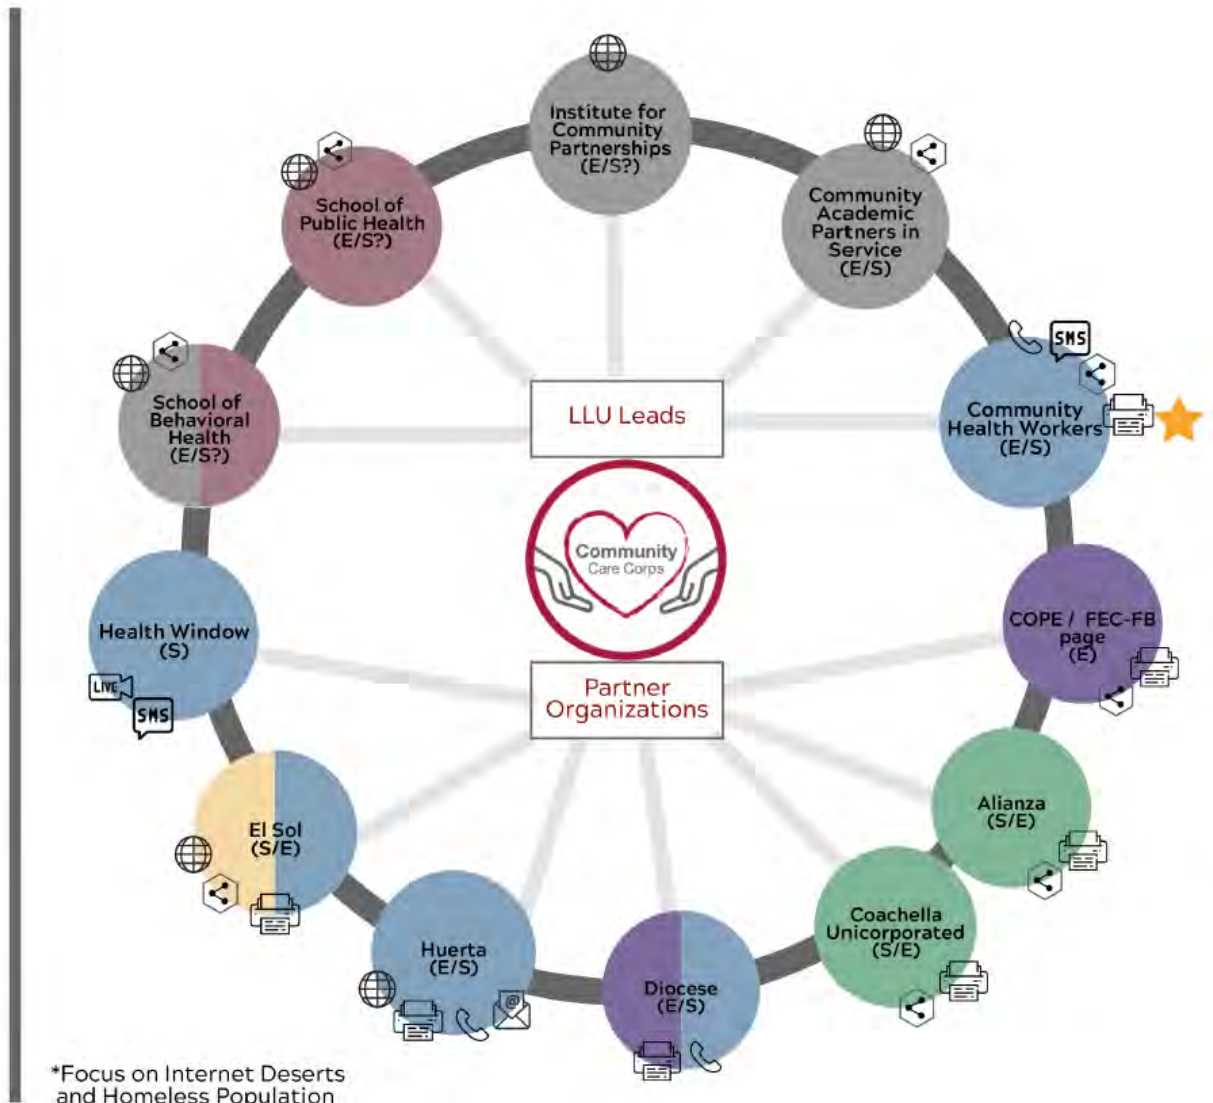 Institute for
Community
Partnerships
(E/S?)
Community
Academic
Partners in
Service
(E/S)
School of
Public Health
(E/S?)
SMS
School of
Behavioral
Health
(E/S?)
LLU Leads
Community
Health Workers
(E/S)
Community
Care Corps
Health Window
(S)
LIVE
SMS
COPE / FEC-FB
page
(E)
Partner
Organizations
El Sol
(S/E)
Alianza
(S/E)
Huerta
(E/S)
@
Diocese
(E/S)
Coachella
Unicorporated
(S/E)
*Focus on Internet Deserts
and Homeless Population